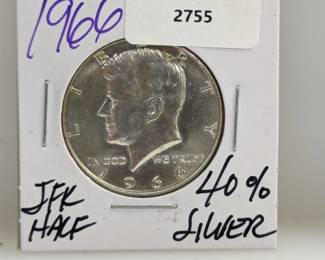 1966
2755
LIBERTY
IN GOD WE TRUST
1966
JFK
HALF
40%
SILVER